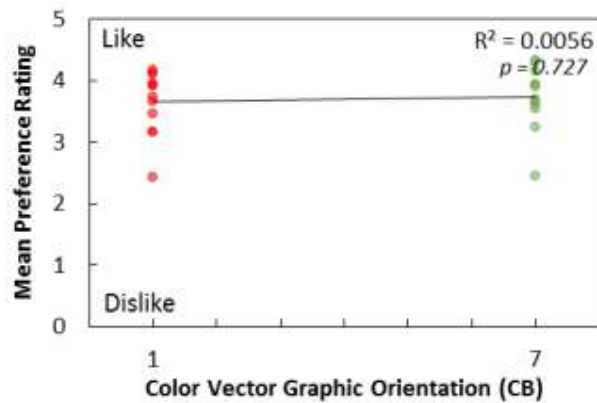 5
Like
R² = 0.0056
p = 0.727
4
3
2
1
Dislike
0
1
7
Mean Preference Rating
Color Vector Graphic Orientation (CB)